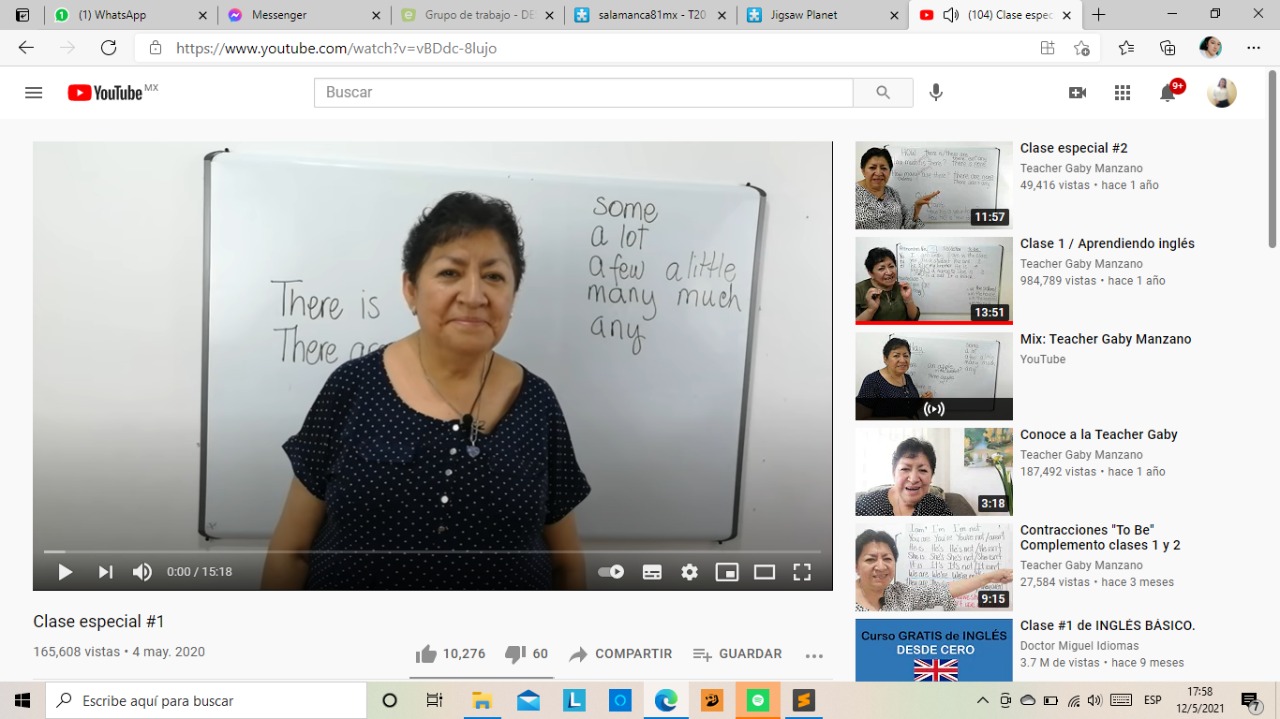 (1) WhatsApp
Messenger
Grupo de trabajo - DE
salamanca81mx - T20
Jigsaw Planet
(1) Clase espec
https://www.youtube.com/watch?v=vBDdc-8lujo
YouTube MX
Buscar
9+
There is
There are
some
a lot
a few a little
many much
any
0:00 / 15:18
Clase especial #1
165,608 vistas • 4 may. 2020
10,276
60
COMPARTIR
GUARDAR
11:57
Clase especial #2
Teacher Gaby Manzano
49,416 vistas • hace 1 año
13:51
Clase 1 / Aprendiendo inglés
Teacher Gaby Manzano
984,789 vistas • hace 1 año
Mix: Teacher Gaby Manzano
YouTube
3:18
Conoce a la Teacher Gaby
Teacher Gaby Manzano
187,492 vistas • hace 1 año
9:15
Contracciones "To Be"
Complemento clases 1 y 2
Teacher Gaby Manzano
27,584 vistas • hace 3 meses
Curso GRATIS de INGLÉS
DESDE CERO
Clase #1 de INGLÉS BÁSICO.
Doctor Miguel Idiomas
3.7 M de vistas • hace 9 meses
Escribe aquí para buscar
ESP
17:58
12/5/2021
7